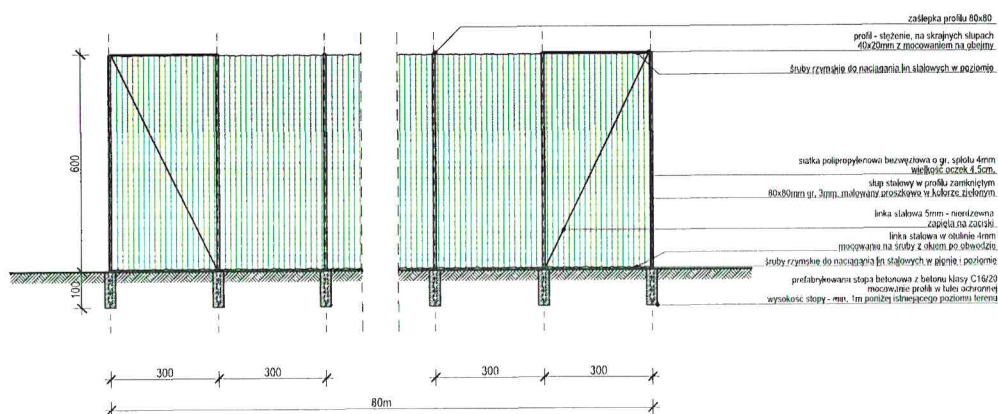 zaślepka profilu 80x80
profil - stężenie, na skrajnych słupach
40x20mm z mocowaniem na obejmy
śruby rzymskie do naciągania lin stalowych w poziomie
siatka polipropylenowa bezwęzłowa o gr. splotu 4mm
wielkość oczek 4,5cm,
słup stalowy w profilu zamkniętym
80x80mm gr. 3mm, malowany proszkowo w kolorze zielonym
linka stalowa 5mm - nierdzewna
zapięta na zaciski
linka stalowa w otulinie 4mm
mocowaniu na śruby z okiem po obwodzie
śruby rzymskie do naciągania lin stalowych w pionie i poziomie
prefabrykowana stopa betonowa z betonu klasy C16/20
mocowanie profili w tulei ochronnej
wysokość stopy - min. 1m poniżej istniejącego poziomu terenu
600
100
300
300
300
300
80m